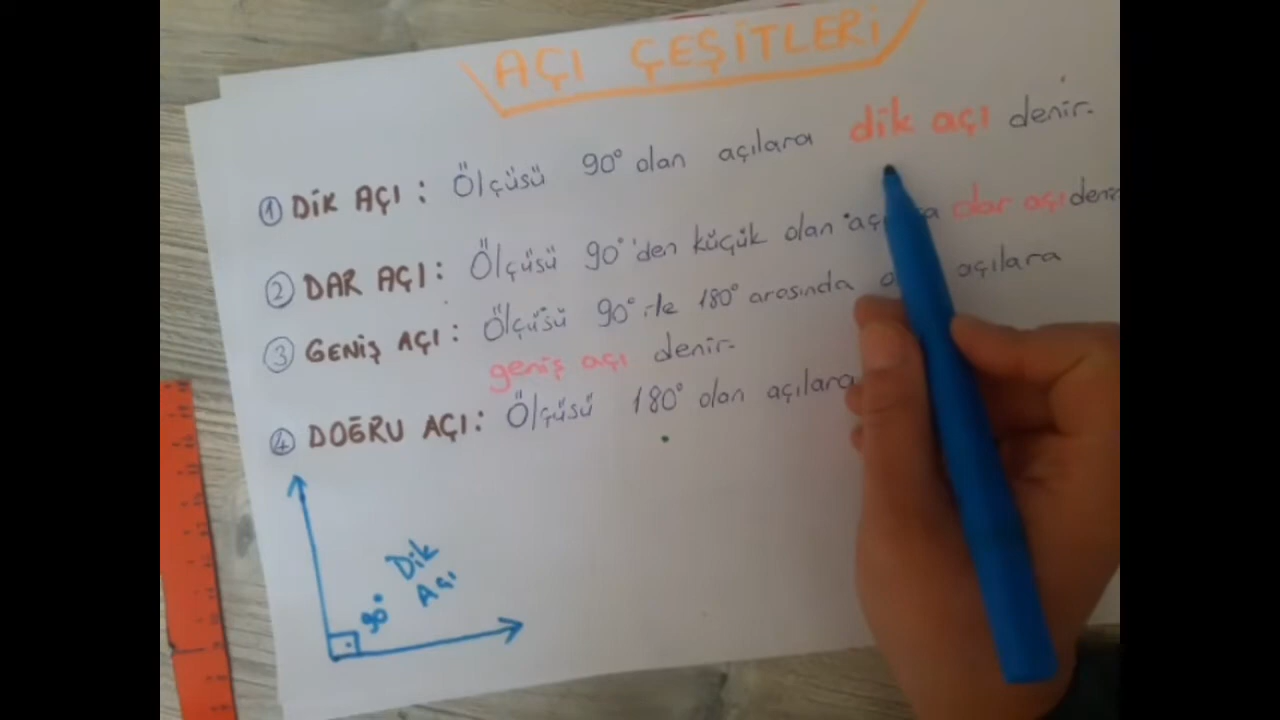 AÇI ÇEŞİTLERİ
① DİK AÇI : Ölçüsü 90° olan açılara dik açı denir.
② DAR AÇI : Ölçüsü 90°'den küçük olan dar açı
③ GENİŞ AÇI : Ölçüsü 90° ile 180° arasında açılara
geniş açı denir.
④ DOĞRU AÇI : Ölçüsü 180° olan açılara
Dik
Açı
90°